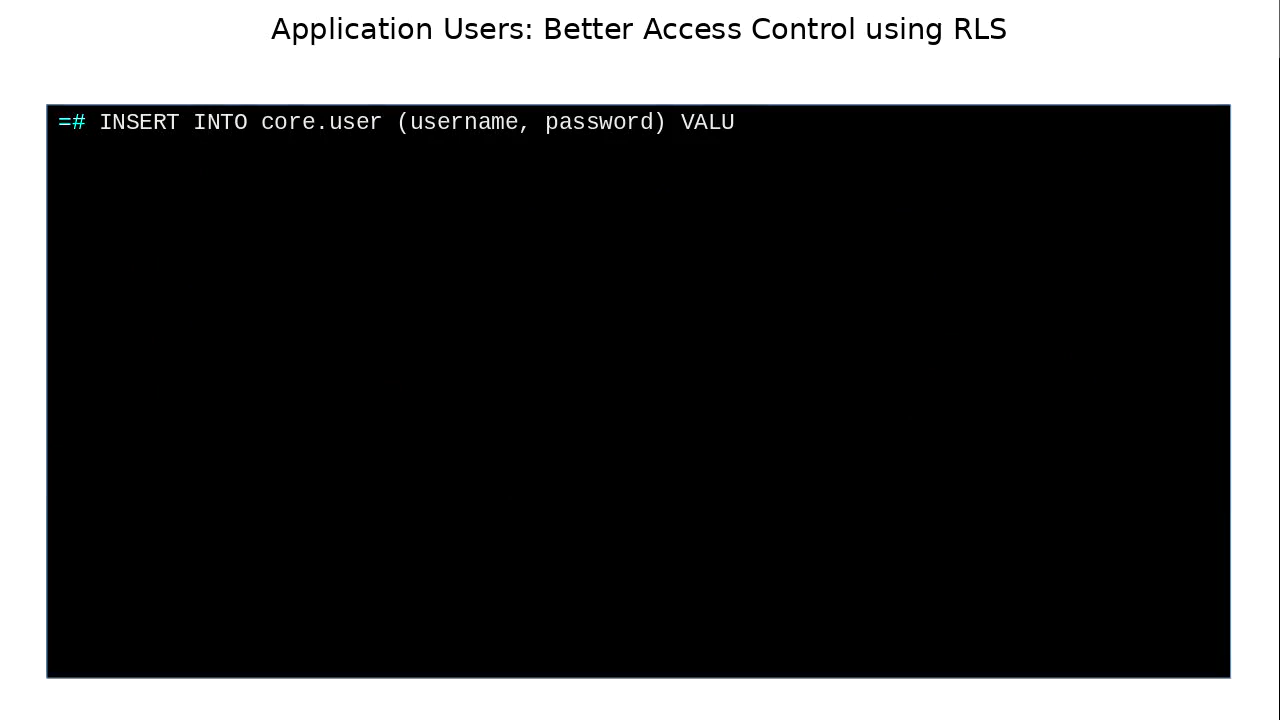 Application Users: Better Access Control using RLS
=# INSERT INTO core.user (username, password) VALU